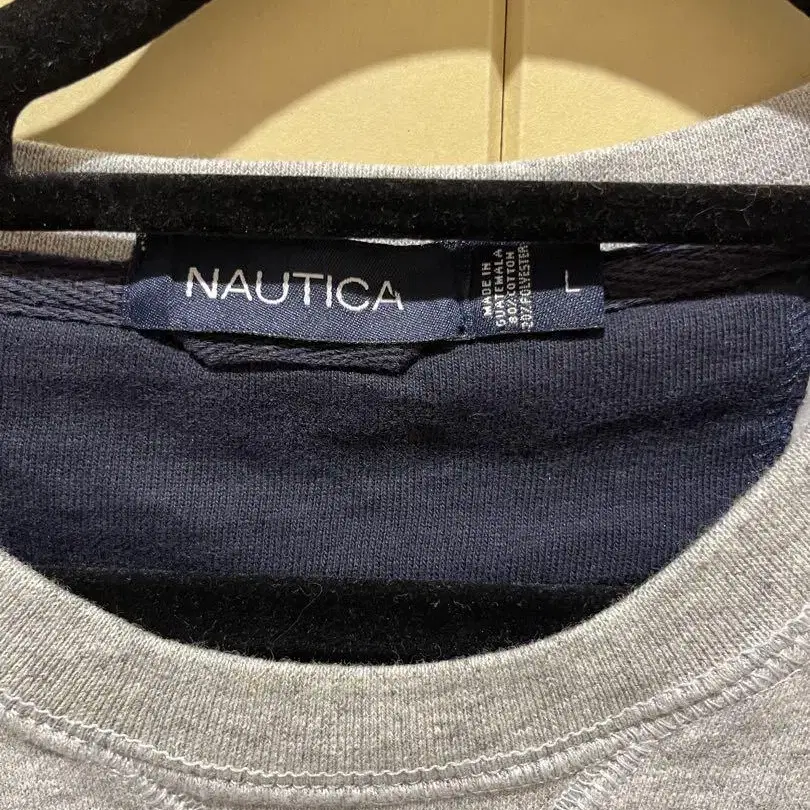 NAUTICA
MADE IN
GUATEMALA
80%COTTON
20%POLYESTER
L